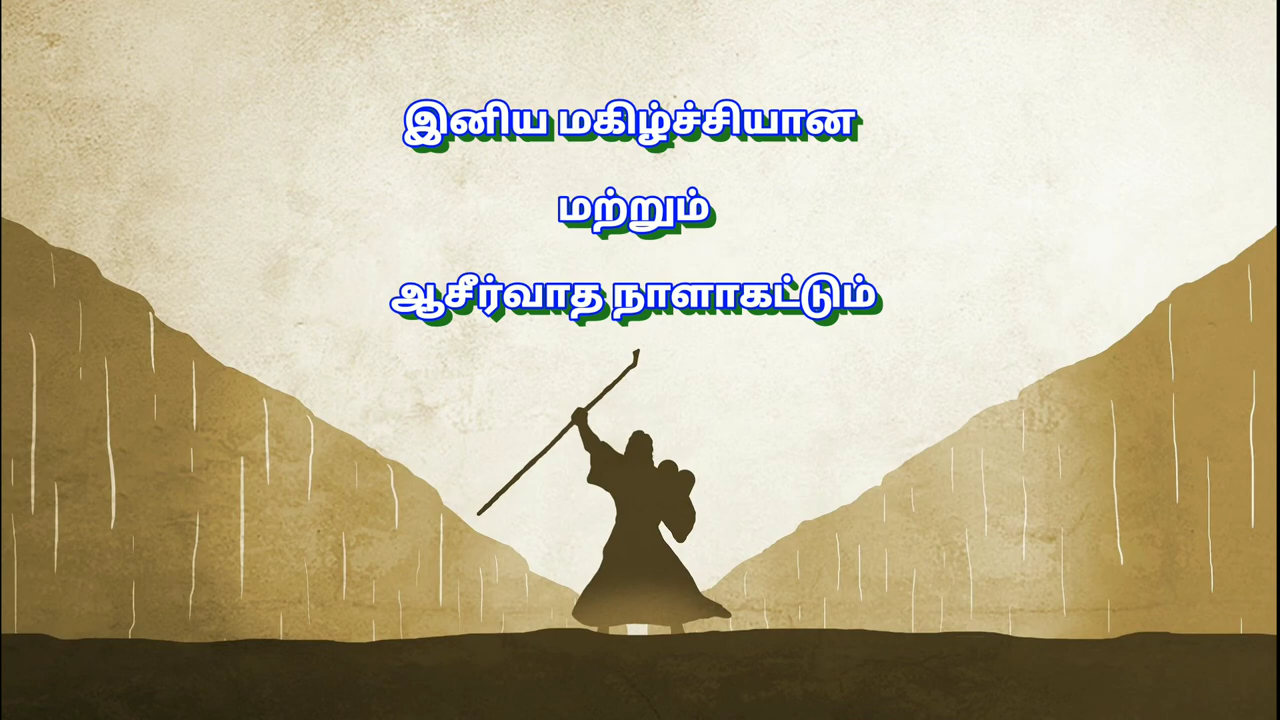 இனிய மகிழ்ச்சியான
மற்றும்
ஆசீர்வாத நாளாகட்டும்